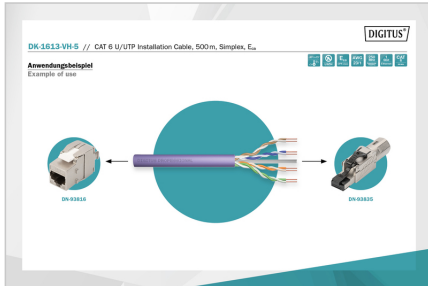 DIGITUS®
DK-1613-VH-5 // CAT 6 U/UTP Installation Cable, 500 m, Simplex, Eca
Anwendungsbeispiel
Example of use
DN-93816
DN-93835